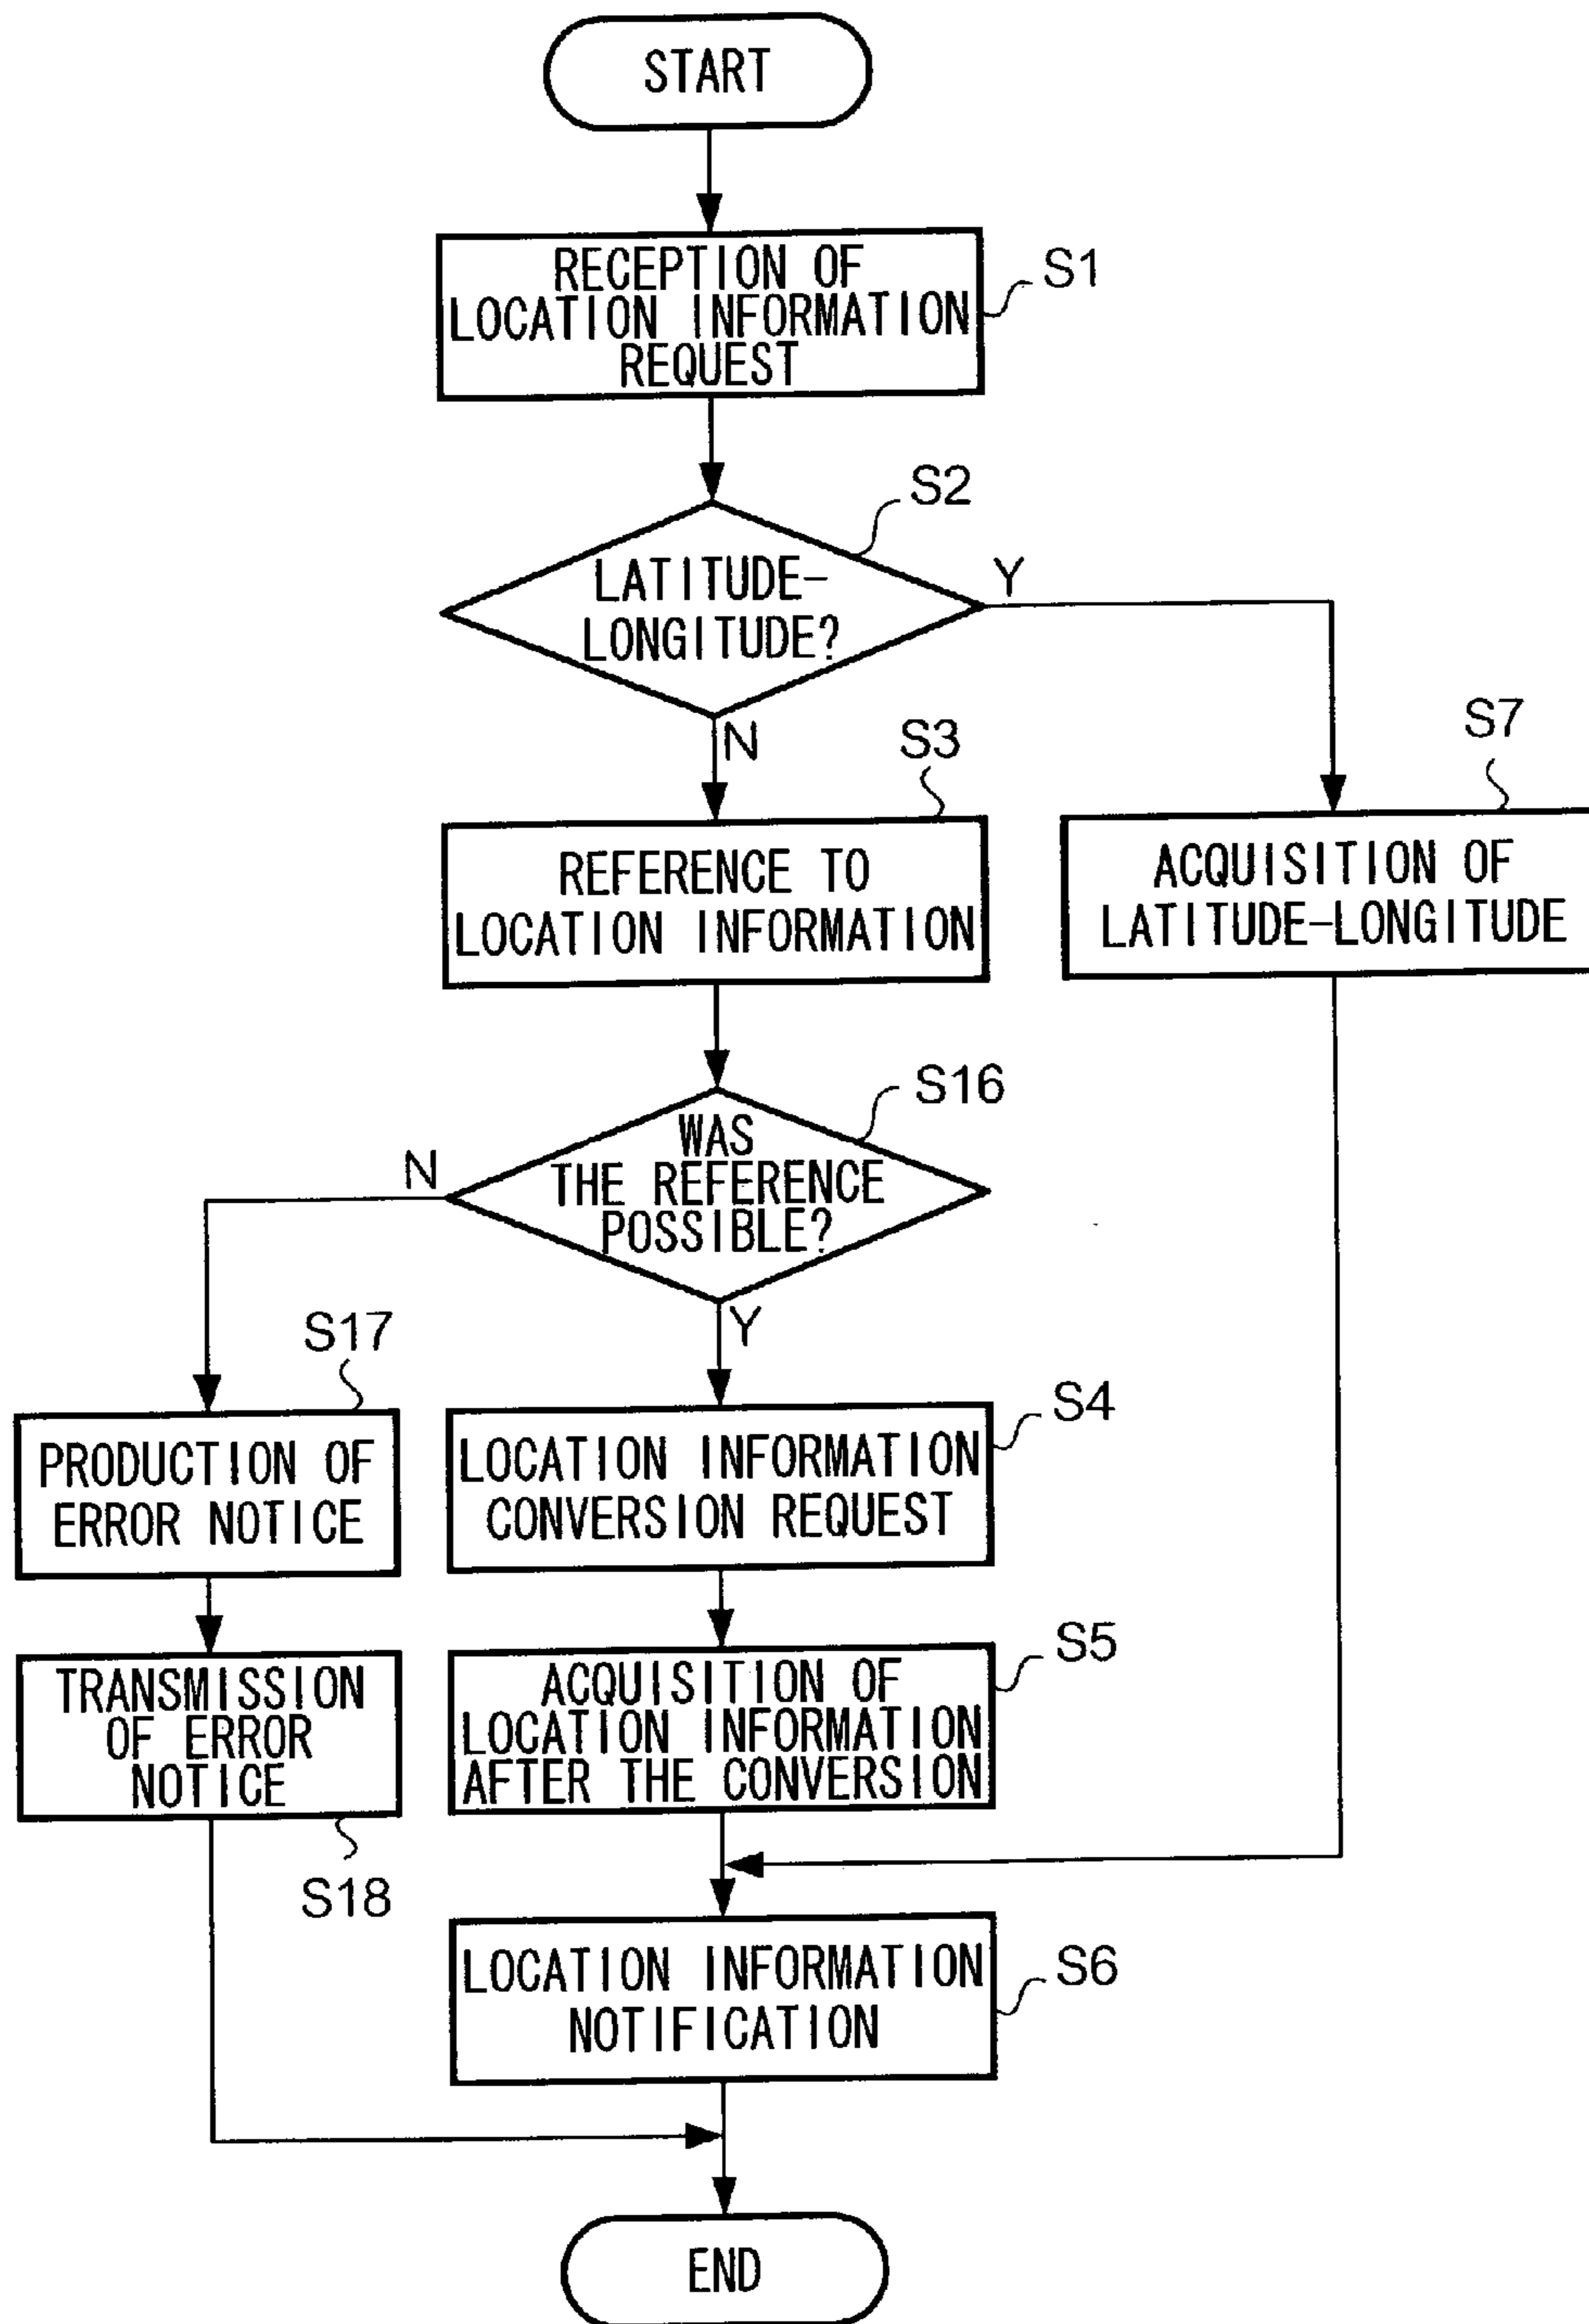 START
RECEPTION OF
LOCATION INFORMATION
REQUEST
S1
S2
LATITUDE-
LONGITUDE?
Y
N
S3
REFERENCE TO
LOCATION INFORMATION
S7
ACQUISITION OF
LATITUDE-LONGITUDE
S16
WAS
THE REFERENCE
POSSIBLE?
N
Y
S17
PRODUCTION OF
ERROR NOTICE
S4
LOCATION INFORMATION
CONVERSION REQUEST
TRANSMISSION
OF ERROR
NOTICE
S18
S5
ACQUISITION OF
LOCATION INFORMATION
AFTER THE CONVERSION
S6
LOCATION INFORMATION
NOTIFICATION
END